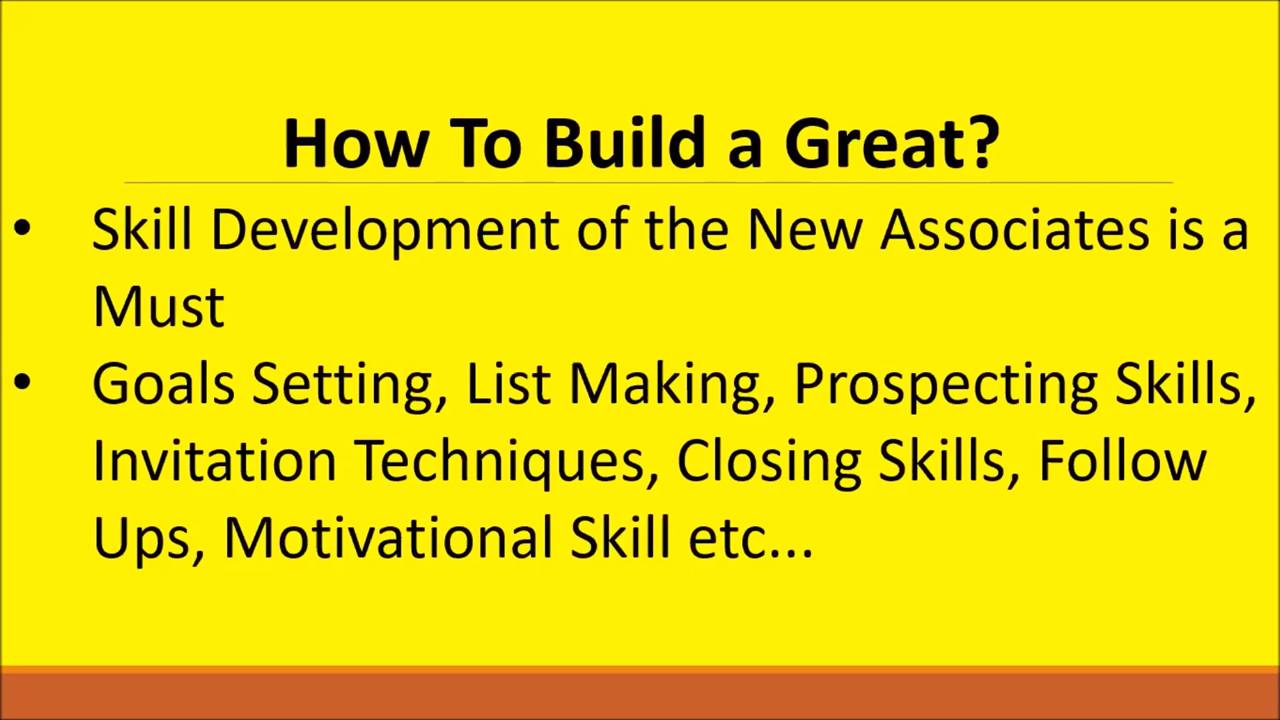 How To Build a Great?
• Skill Development of the New Associates is a
Must
• Goals Setting, List Making, Prospecting Skills,
Invitation Techniques, Closing Skills, Follow
Ups, Motivational Skill etc...